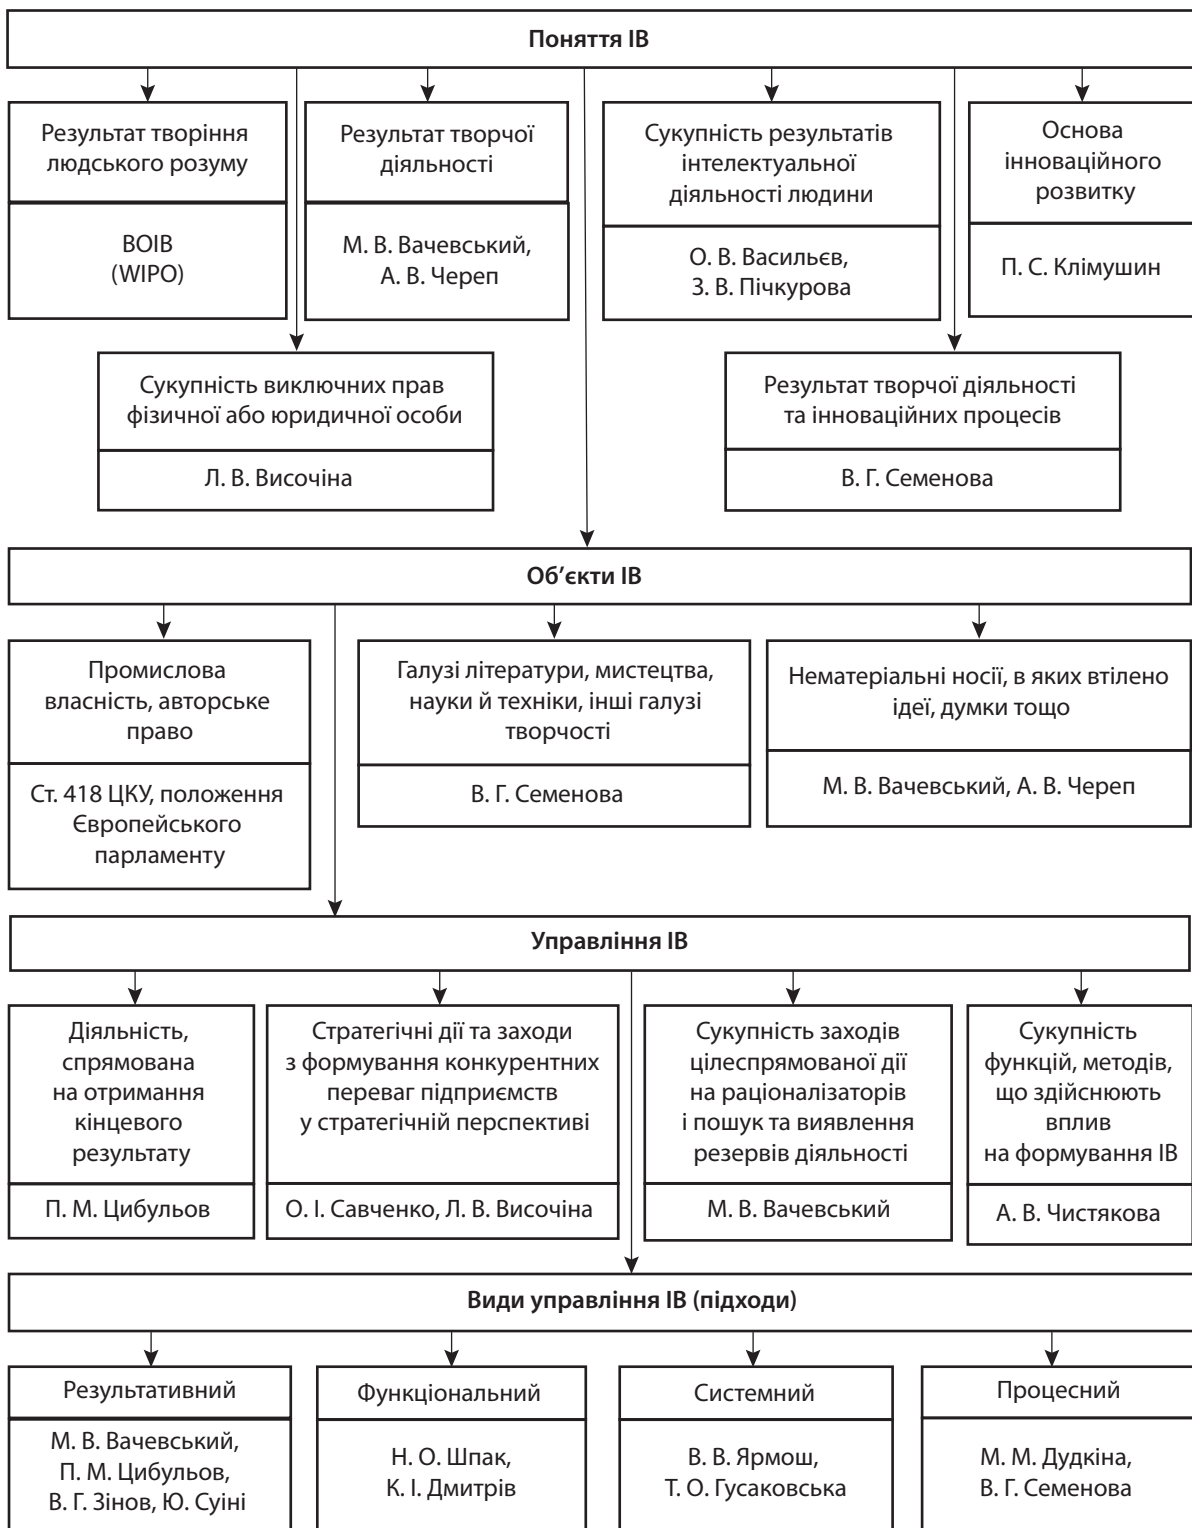 Поняття ІВ
Результат творіння
людського розуму
ВОІВ
(WIPO)
Результат творчої
діяльності
М. В. Вачевський,
А. В. Череп
Сукупність результатів
інтелектуальної
діяльності людини
О. В. Васильєв,
З. В. Пічкурова
Основа
інноваційного
розвитку
П. С. Клімушин
Сукупність виключних прав
фізичної або юридичної особи
Л. В. Височіна
Результат творчої діяльності
та інноваційних процесів
В. Г. Семенова
Об’єкти ІВ
Промислова
власність, авторське
право
Ст. 418 ЦКУ, положення
Європейського
парламенту
Галузі літератури, мистецтва,
науки й техніки, інші галузі
творчості
В. Г. Семенова
Нематеріальні носії, в яких втілено
ідеї, думки тощо
М. В. Вачевський, А. В. Череп
Управління ІВ
Діяльність,
спрямована
на отримання
кінцевого
результату
П. М. Цибульов
Стратегічні дії та заходи
з формування конкурентних
переваг підприємств
у стратегічній перспективі
О. І. Савченко, Л. В. Височіна
Сукупність заходів
цілеспрямованої дії
на раціоналізаторів
і пошук та виявлення
резервів діяльності
М. В. Вачевський
Сукупність
функцій, методів,
що здійснюють
вплив
на формування ІВ
А. В. Чистякова
Види управління ІВ (підходи)
Результативний
М. В. Вачевський,
П. М. Цибульов,
В. Г. Зінов, Ю. Суіні
Функціональний
Н. О. Шпак,
К. І. Дмитрів
Системний
В. В. Ярмош,
Т. О. Гусаковська
Процесний
М. М. Дудкіна,
В. Г. Семенова